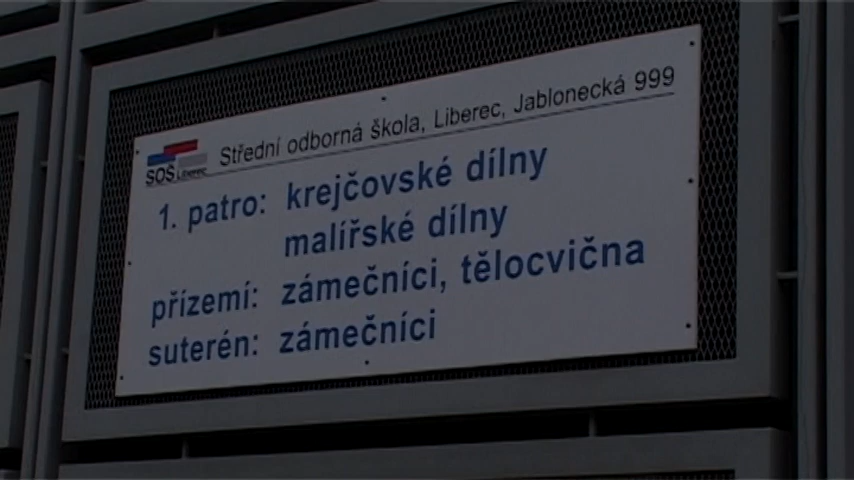 SOŠ Liberec Střední odborná škola, Liberec, Jablonecká 999
1. patro: krejčovské dílny
malířské dílny
přízemí: zámečníci, tělocvična
suterén: zámečníci